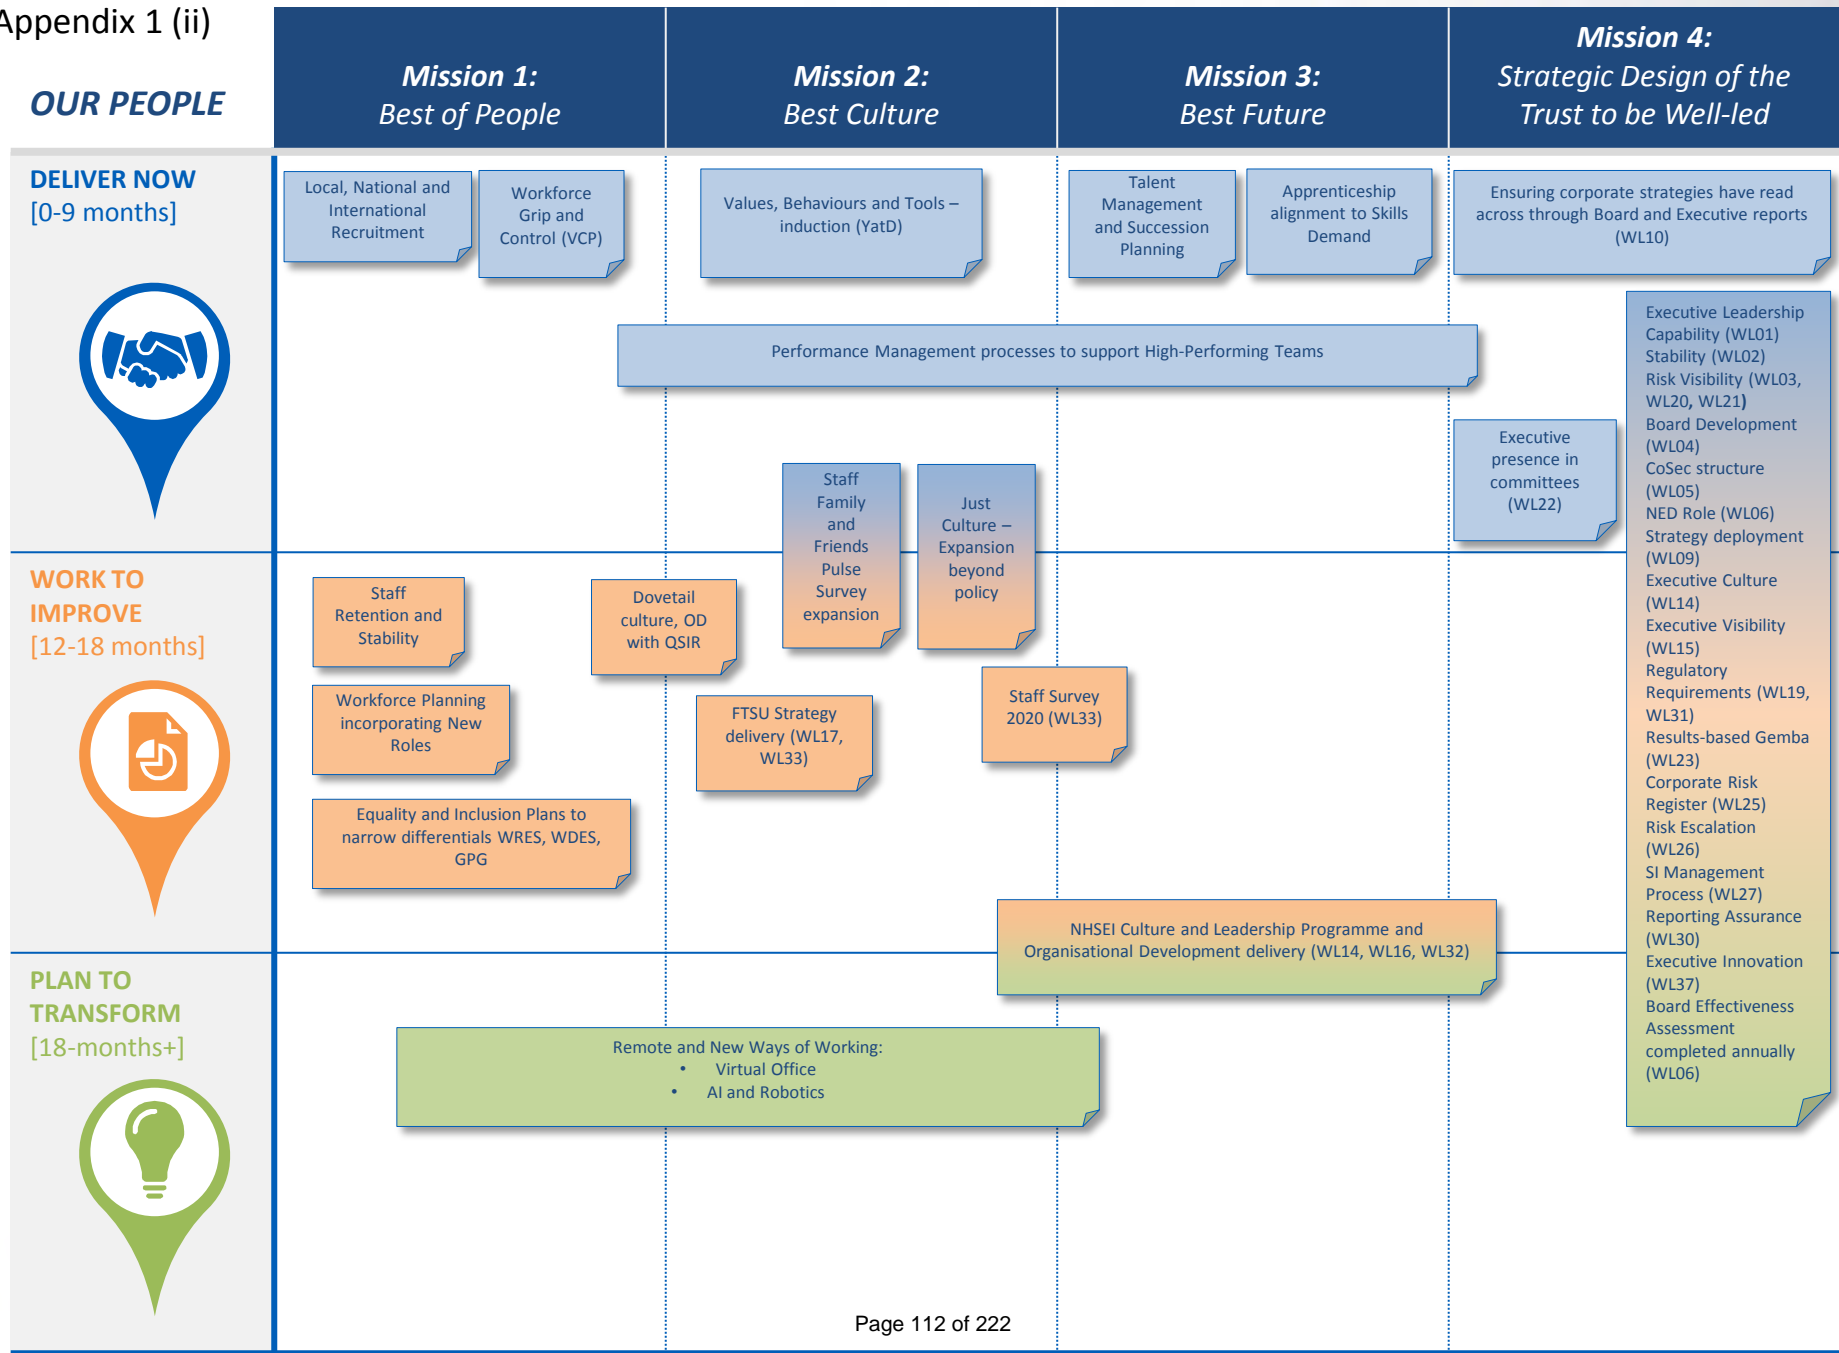 Appendix 1 (ii)
OUR PEOPLE
Mission 1:
Best of People
Mission 2:
Best Culture
Mission 3:
Best Future
Mission 4:
Strategic Design of the
Trust to be Well-led
DELIVER NOW
[0-9 months]
Local, National and
International
Recruitment
Workforce
Grip and
Control (VCP)
Values, Behaviours and Tools –
induction (YatD)
Talent
Management
and Succession
Planning
Apprenticeship
alignment to Skills
Demand
Ensuring corporate strategies have read
across through Board and Executive reports
(WL10)
Performance Management processes to support High-Performing Teams
Executive
presence in
committees
(WL22)
Executive Leadership
Capability (WL01)
Stability (WL02)
Risk Visibility (WL03,
WL20, WL21)
Board Development
(WL04)
CoSec structure
(WL05)
NED Role (WL06)
Strategy deployment
(WL09)
Executive Culture
(WL14)
Executive Visibility
(WL15)
Regulatory
Requirements (WL19,
WL31)
Results-based Gemba
(WL23)
Corporate Risk
Register (WL25)
Risk Escalation
(WL26)
SI Management
Process (WL27)
Reporting Assurance
(WL30)
Executive Innovation
(WL37)
Board Effectiveness
Assessment
completed annually
(WL06)
Staff
Family
and
Friends
Pulse
Survey
expansion
Just
Culture –
Expansion
beyond
policy
WORK TO
IMPROVE
[12-18 months]
Staff
Retention and
Stability
Dovetail
culture, OD
with QSIR
Workforce Planning
incorporating New
Roles
FTSU Strategy
delivery (WL17,
WL33)
Staff Survey
2020 (WL33)
Equality and Inclusion Plans to
narrow differentials WRES, WDES,
GPG
NHSEI Culture and Leadership Programme and
Organisational Development delivery (WL14, WL16, WL32)
PLAN TO
TRANSFORM
[18-months+]
Remote and New Ways of Working:
• Virtual Office
• AI and Robotics
Page 112 of 222